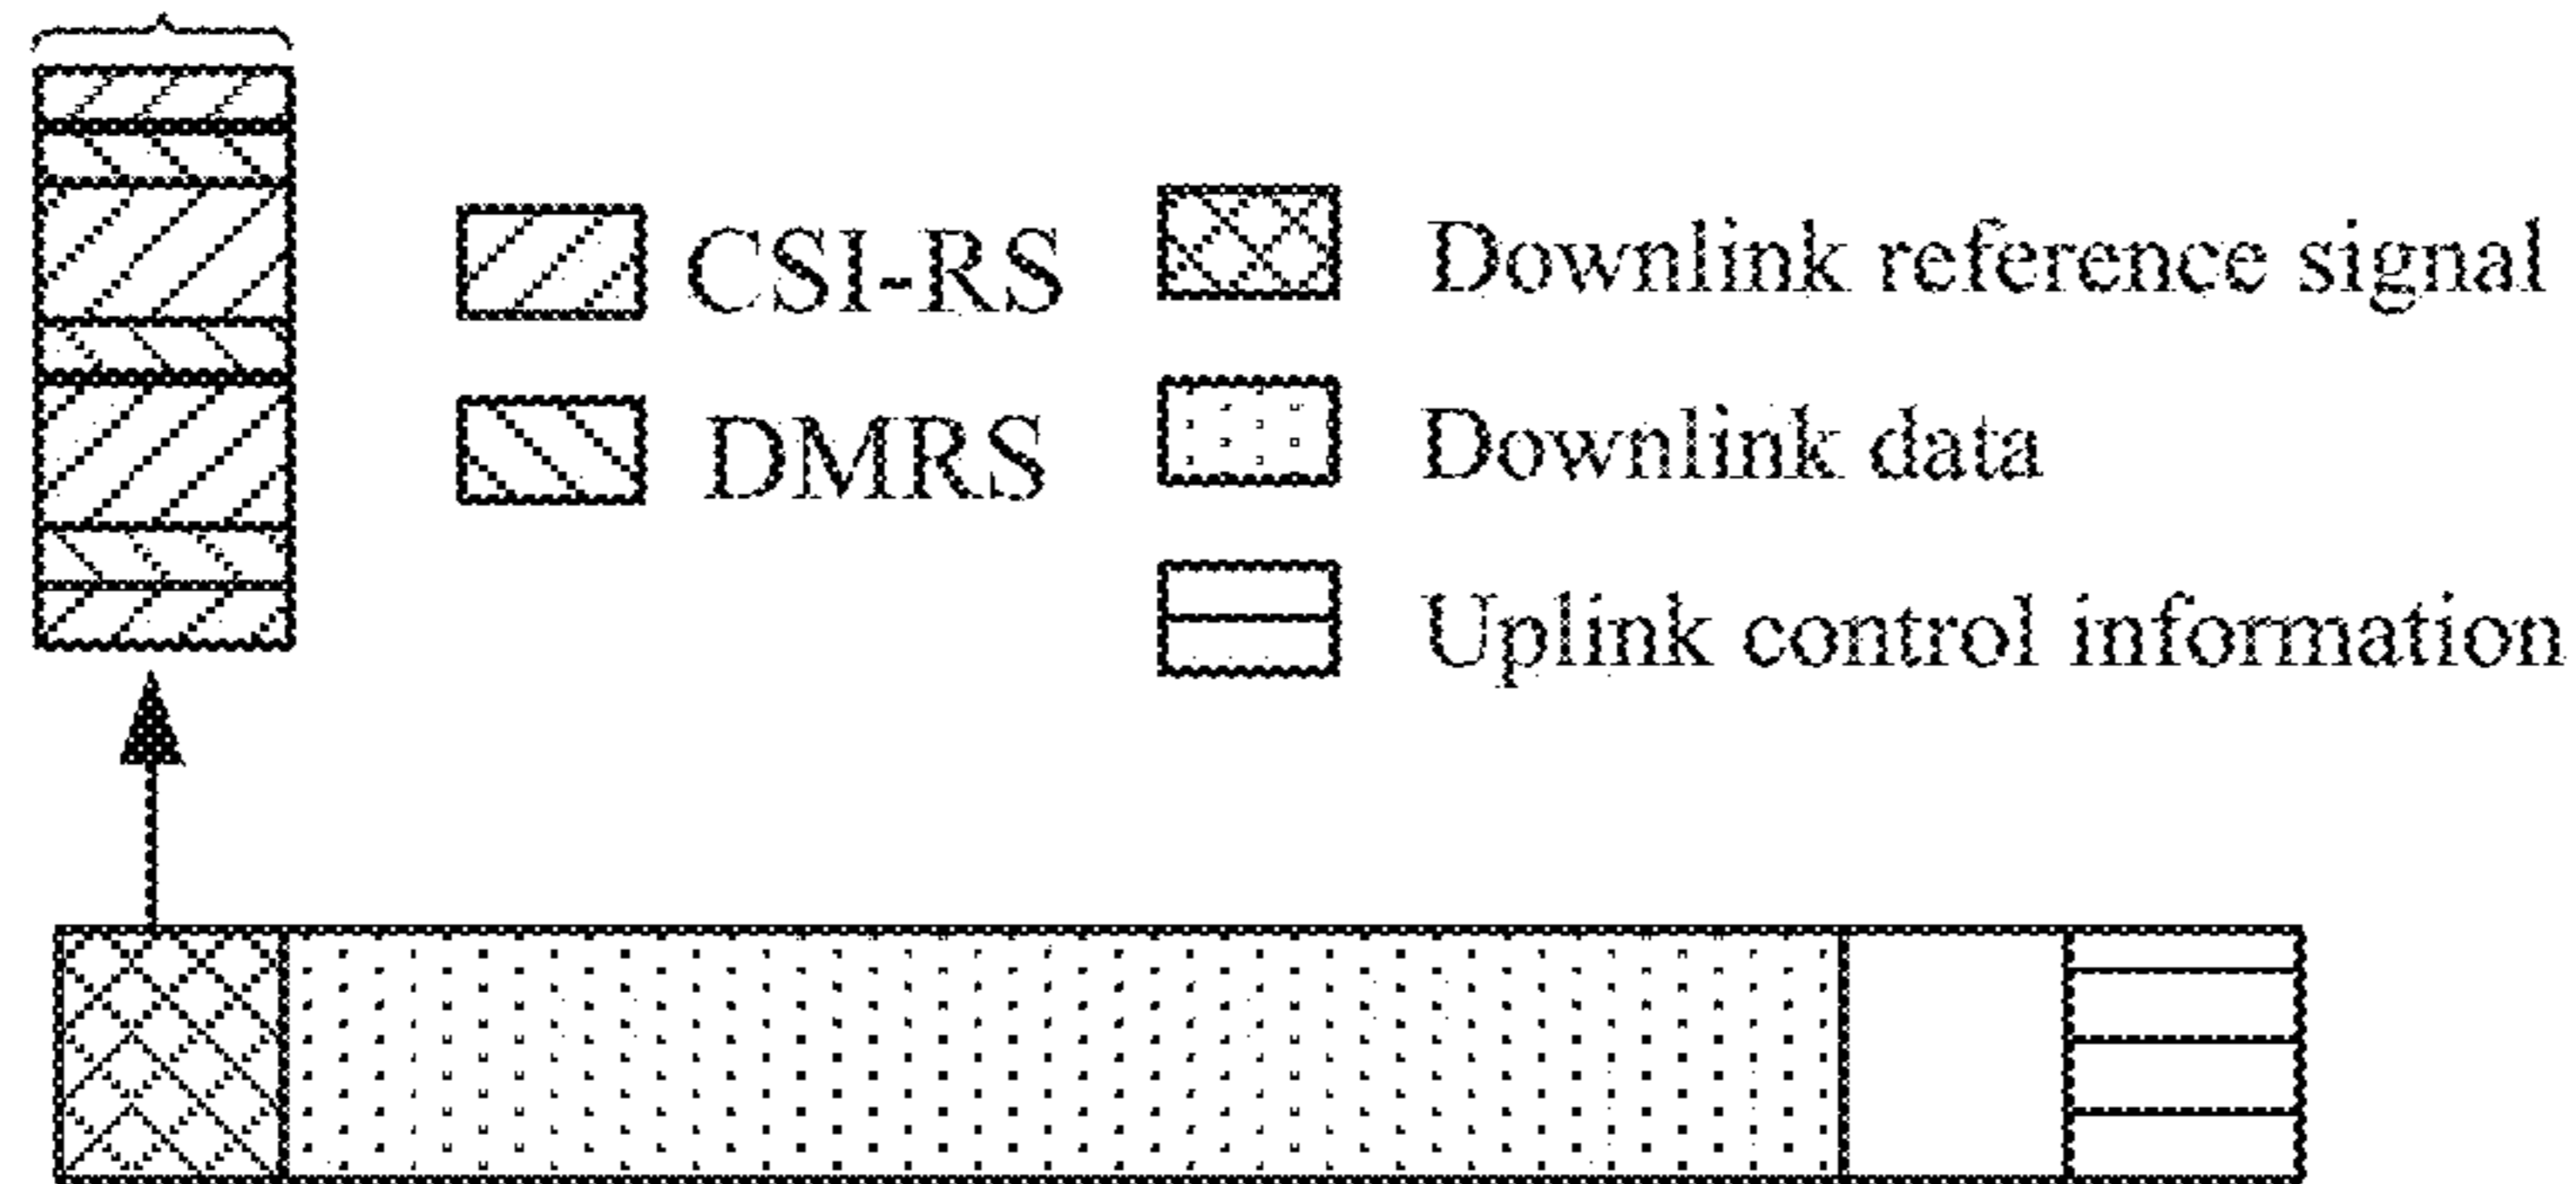 CSI-RS
DMRS
Downlink reference signal
Downlink data
Uplink control information